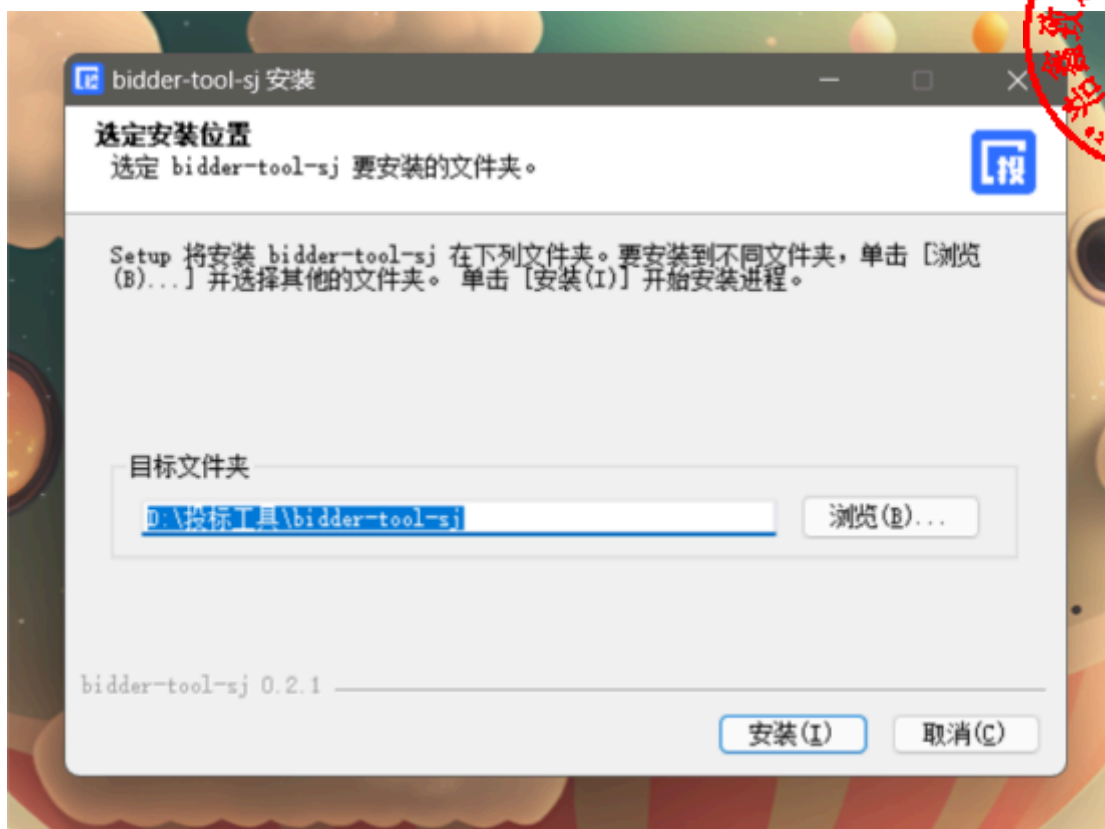 bidder-tool-sj 安装
选定安装位置
选定 bidder-tool-sj 要安装的文件夹。
投
Setup 将安装 bidder-tool-sj 在下列文件夹。要安装到不同文件夹，单击 [浏览
(B)...] 并选择其他的文件夹。 单击 [安装(I)] 开始安装进程。
目标文件夹
D:\投标工具\bidder-tool-sj
浏览(B)...
bidder-tool-sj 0.2.1
安装(I)
取消(C)